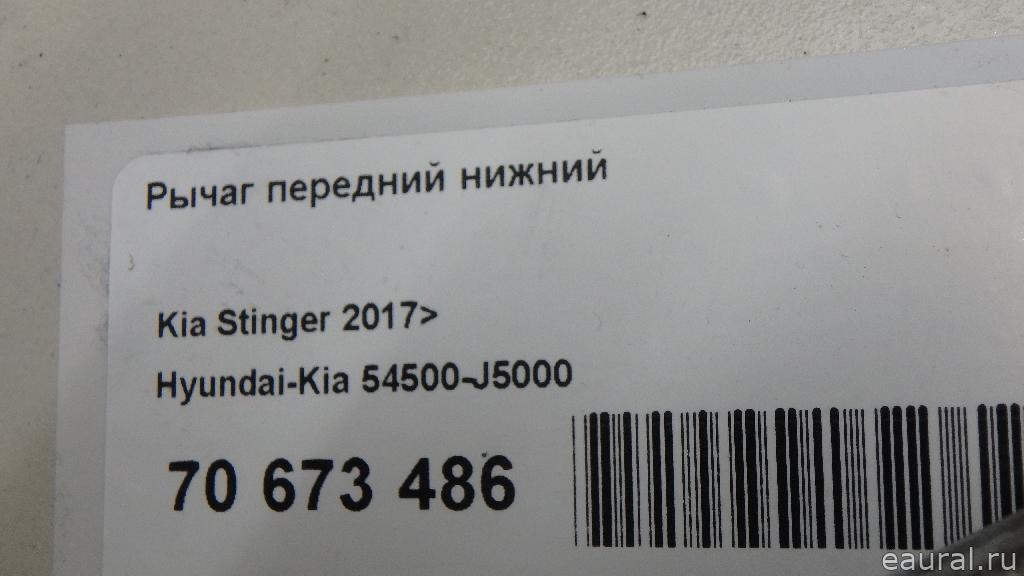 Рычаг передний нижний
Kia Stinger 2017>
Hyundai-Kia 54500-J5000
70 673 486
eaural.ru